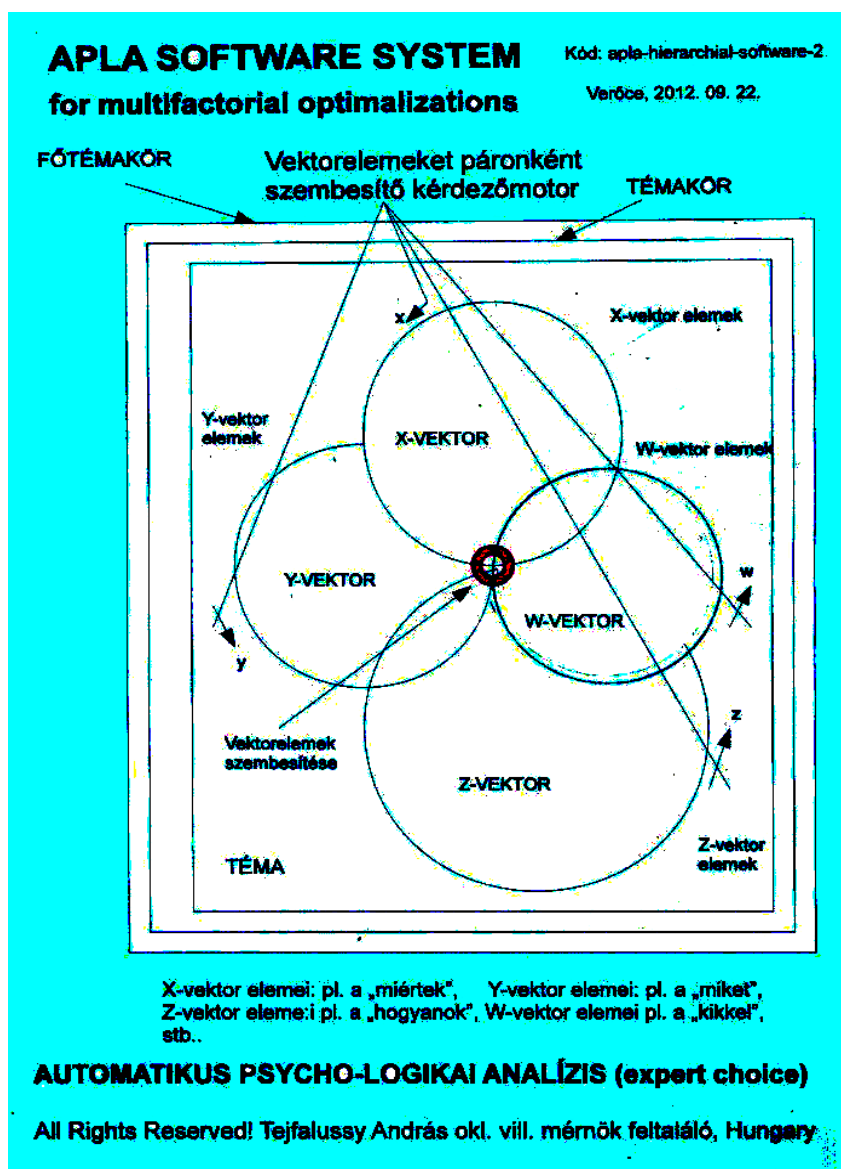 APLA SOFTWARE SYSTEM
for multifactorial optimalizations
Kód: apla-hierarchial-software-2
Verőce, 2012. 09. 22.
FŐTÉMAKÖR
Vektorelemeket páronként
szembesítő kérdezőmotor
TÉMAKÖR
x
X-vektor elemek
Y-vektor
elemek
X-VEKTOR
W-vektor elemek
Y-VEKTOR
W-VEKTOR
w
y
z
Vektorelemek
szembesítése
Z-VEKTOR
Z-vektor
elemek
TÉMA
X-vektor elemei: pl. a „miértek”, Y-vektor elemei: pl. a „miket”,
Z-vektor eleme:i pl. a „hogyanok”, W-vektor elemei pl. a „kikkel”,
stb..
AUTOMATIKUS PSYCHO-LOGIKAI ANALÍZIS (expert choice)
All Rights Reserved! Tejfalussy András okl. vill. mérnök feltaláló, Hungary